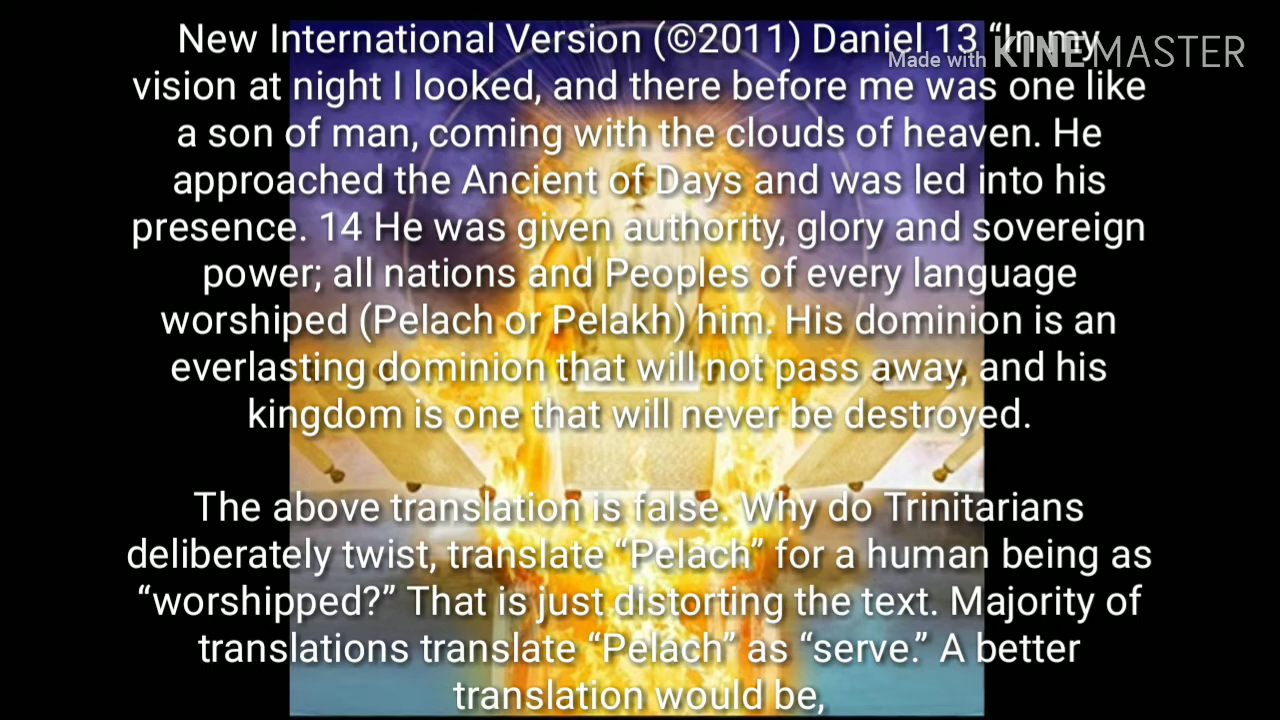 New International Version (©2011) Daniel 13 “In my
Made with KINEMASTER
vision at night I looked, and there before me was one like
a son of man, coming with the clouds of heaven. He
approached the Ancient of Days and was led into his
presence. 14 He was given authority, glory and sovereign
power; all nations and Peoples of every language
worshiped (Pelach or Pelakh) him. His dominion is an
everlasting dominion that will not pass away, and his
kingdom is one that will never be destroyed.
The above translation is false. Why do Trinitarians
deliberately twist, translate “Pelach” for a human being as
“worshipped?” That is just distorting the text. Majority of
translations translate “Pelach” as “serve.” A better
translation would be,